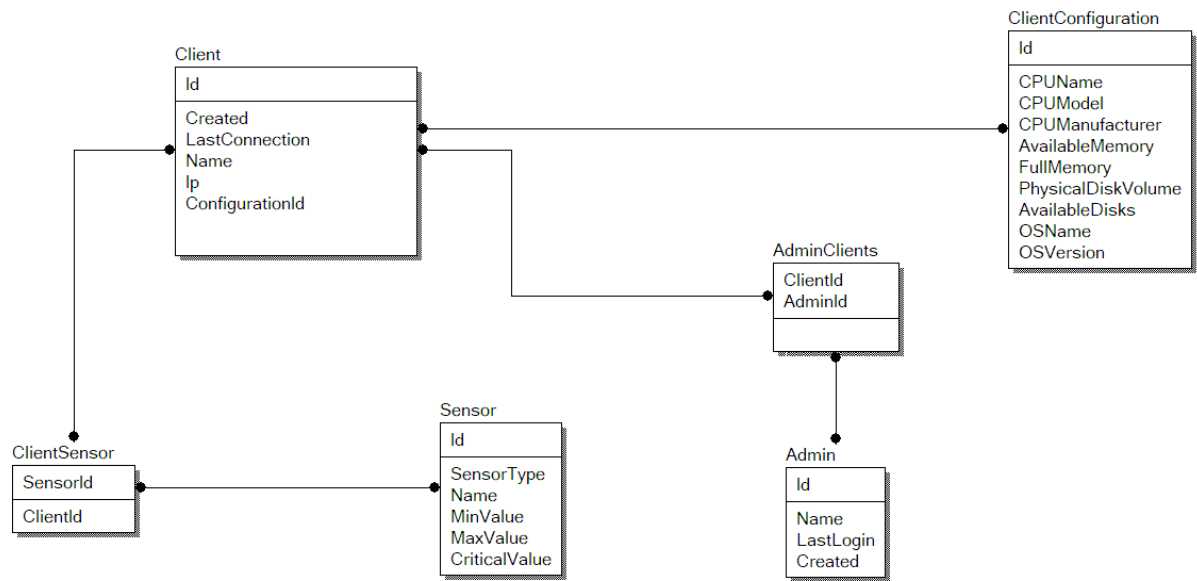 ClientConfiguration
Id
CPUName
CPUModel
CPUManufacturer
AvailableMemory
FullMemory
PhysicalDiskVolume
AvailableDisks
OSName
OSVersion
Client
Id
Created
LastConnection
Name
Ip
ConfigurationId
AdminClients
ClientId
AdminId
Sensor
Id
SensorType
Name
MinValue
MaxValue
CriticalValue
ClientSensor
SensorId
ClientId
Admin
Id
Name
LastLogin
Created